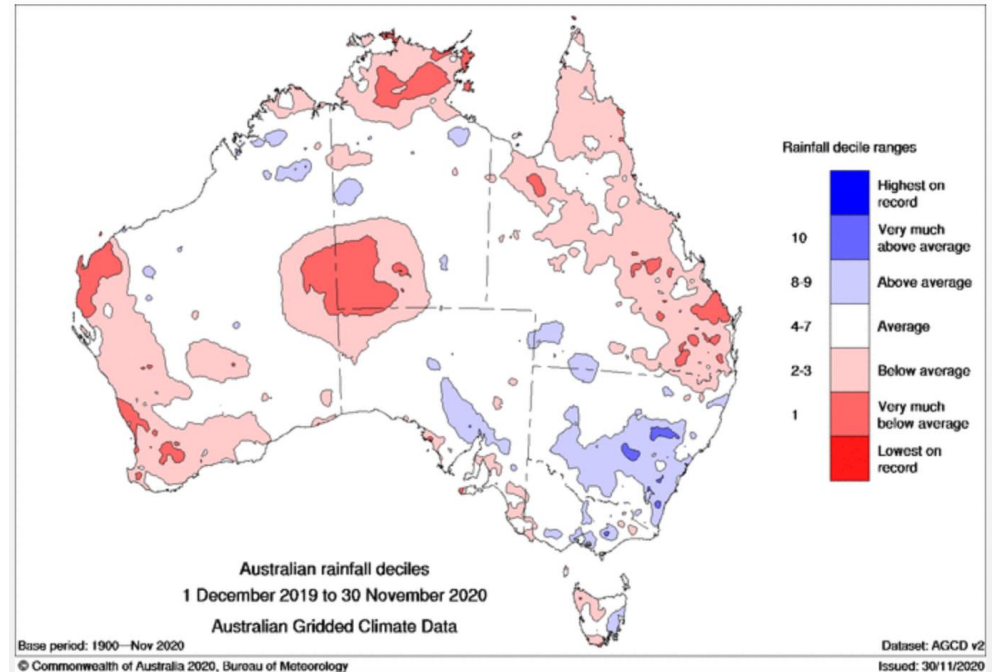 Rainfall decile ranges
Highest on
record
10
Very much
above average
8-9
Above average
4-7
Average
2-3
Below average
1
Very much
below average
Lowest on
record
Australian rainfall deciles
1 December 2019 to 30 November 2020
Australian Gridded Climate Data
Base period: 1900—Nov 2020
Dataset: AGCD v2
© Commonwealth of Australia 2020, Bureau of Meteorology
Issued: 30/11/2020